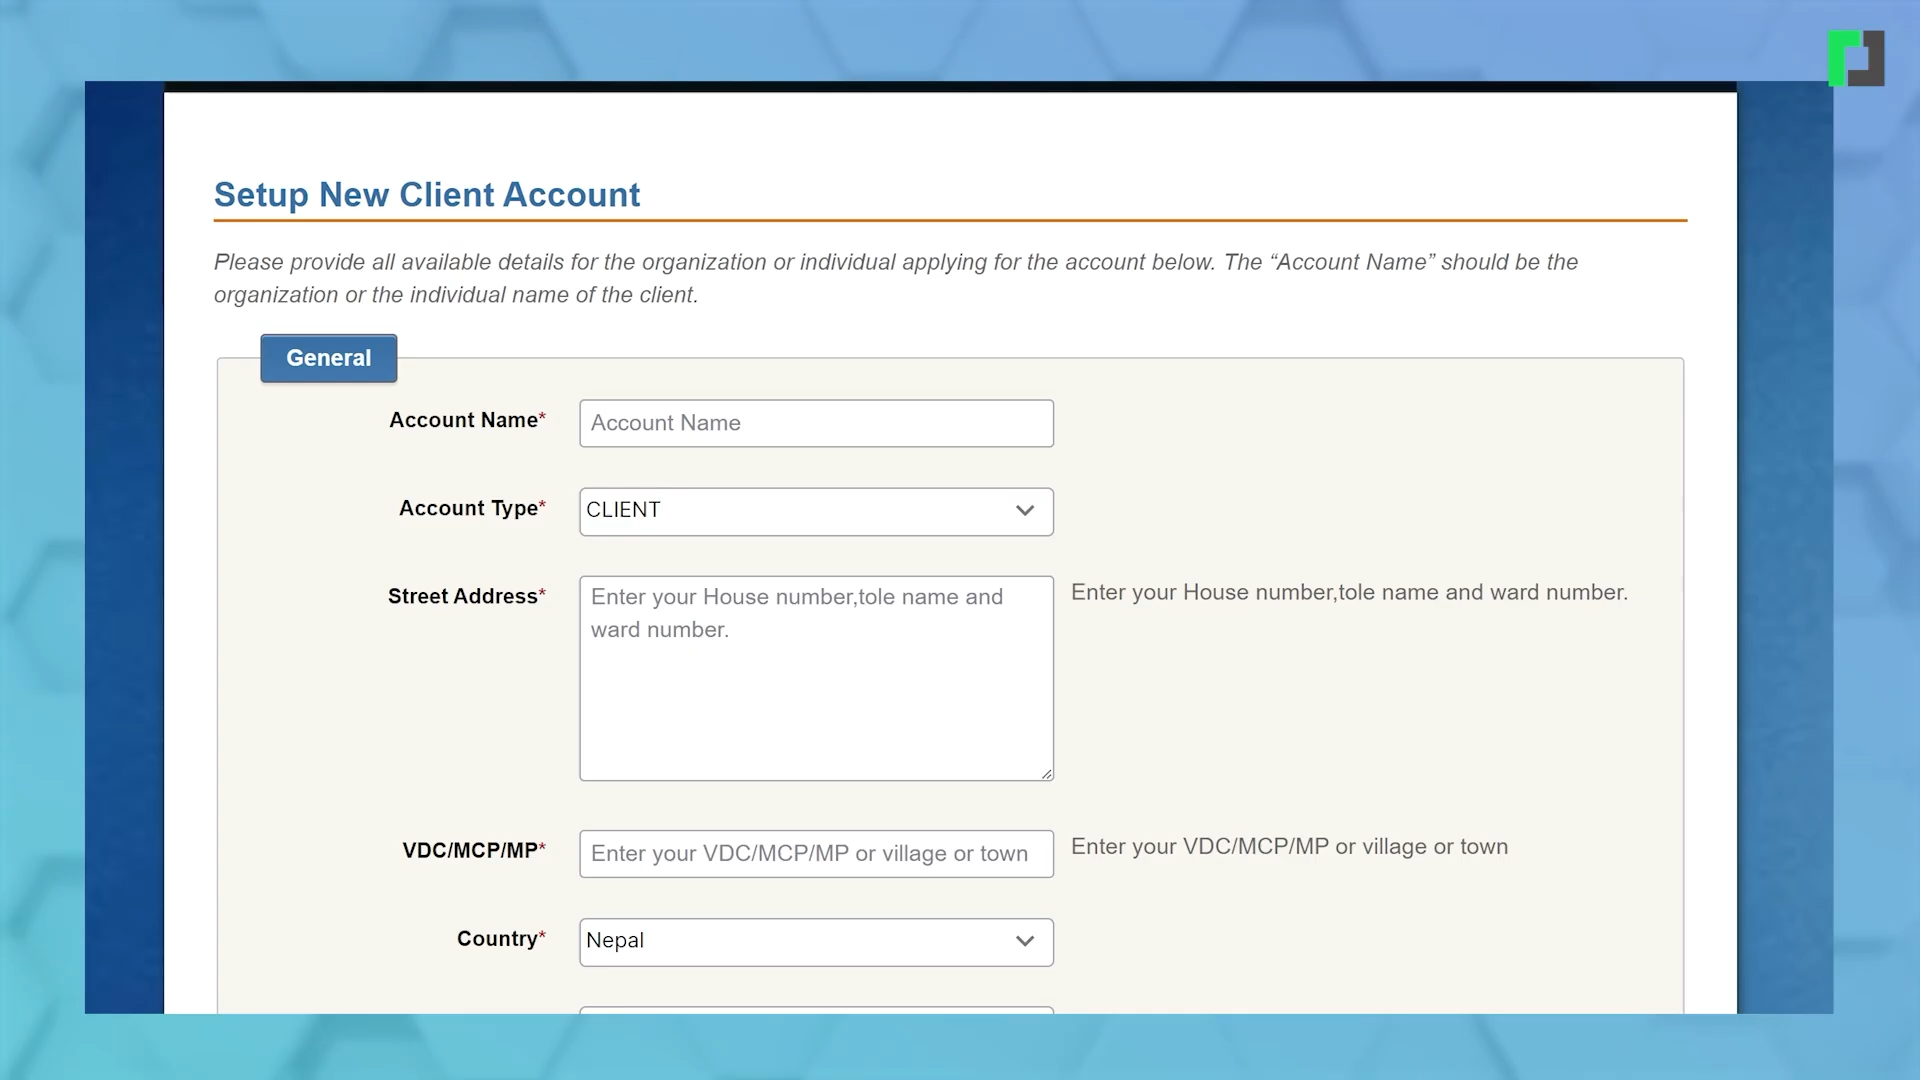 Setup New Client Account
Please provide all available details for the organization or individual applying for the account below. The “Account Name” should be the
organization or the individual name of the client.
General
Account Name*
Account Name
Account Type*
CLIENT
Street Address*
Enter your House number,tole name and
ward number.
Enter your House number,tole name and ward number.
VDC/MCP/MP*
Enter your VDC/MCP/MP or village or town
Enter your VDC/MCP/MP or village or town
Country*
Nepal